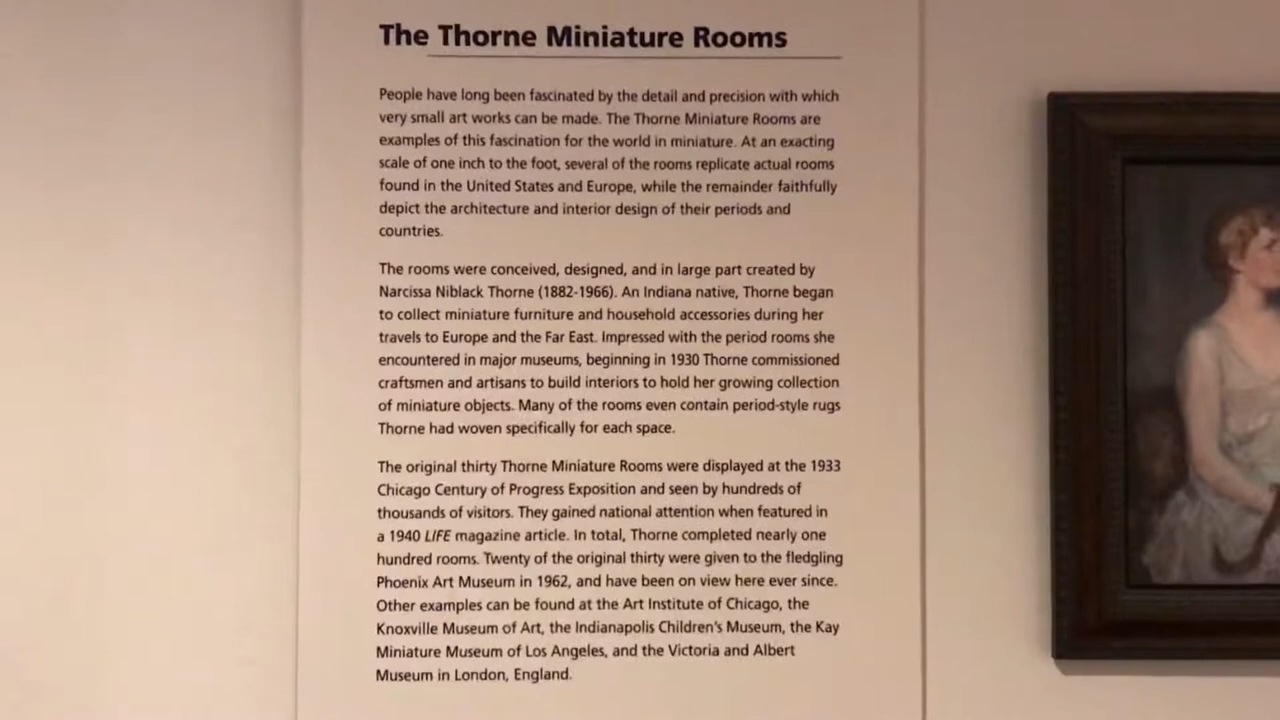 The Thorne Miniature Rooms
People have long been fascinated by the detail and precision with which
very small art works can be made. The Thorne Miniature Rooms are
examples of this fascination for the world in miniature. At an exacting
scale of one inch to the foot, several of the rooms replicate actual rooms
found in the United States and Europe, while the remainder faithfully
depict the architecture and interior design of their periods and
countries.
The rooms were conceived, designed, and in large part created by
Narcissa Niblack Thorne (1882-1966). An Indiana native, Thorne began
to collect miniature furniture and household accessories during her
travels to Europe and the Far East. Impressed with the period rooms she
encountered in major museums, beginning in 1930 Thorne commissioned
craftsmen and artisans to build interiors to hold her growing collection
of miniature objects. Many of the rooms even contain period-style rugs
Thorne had woven specifically for each space.
The original thirty Thorne Miniature Rooms were displayed at the 1933
Chicago Century of Progress Exposition and seen by hundreds of
thousands of visitors. They gained national attention when featured in
a 1940 LIFE magazine article. In total, Thorne completed nearly one
hundred rooms. Twenty of the original thirty were given to the fledgling
Phoenix Art Museum in 1962, and have been on view here ever since.
Other examples can be found at the Art Institute of Chicago, the
Knoxville Museum of Art, the Indianapolis Children's Museum, the Kay
Miniature Museum of Los Angeles, and the Victoria and Albert
Museum in London, England.